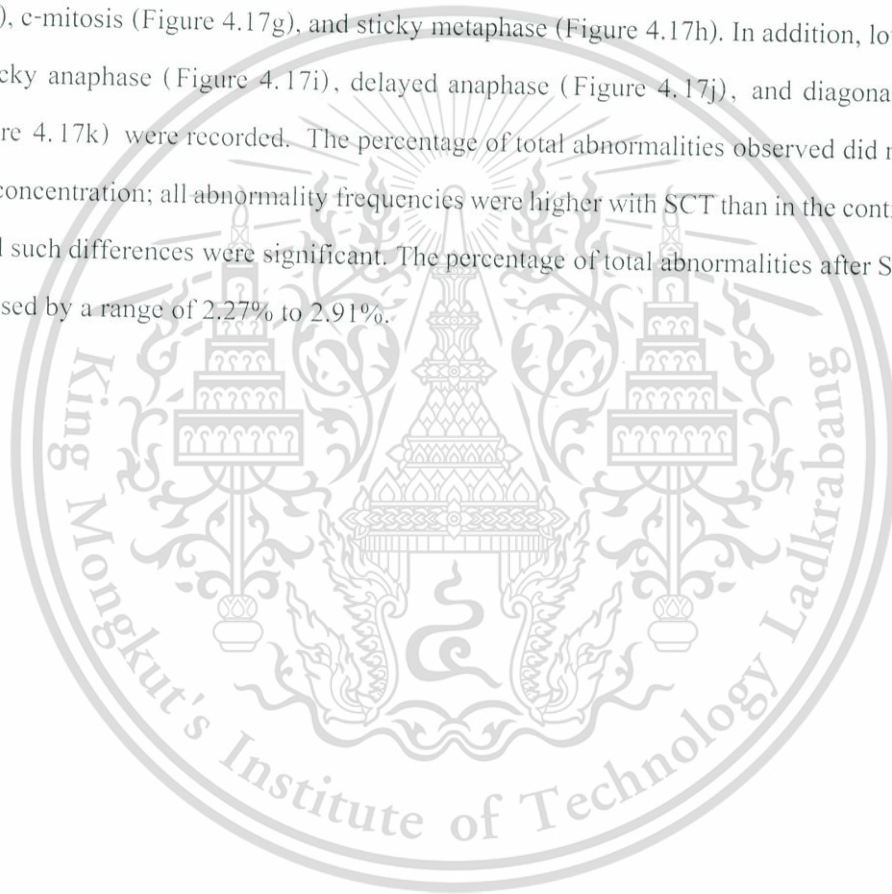 ), c-mitosis (Figure 4.17g), and sticky metaphase (Figure 4.17h). In addition, lo
cky anaphase (Figure 4.17i), delayed anaphase (Figure 4.17j), and diagona
re 4.17k) were recorded. The percentage of total abnormalities observed did
concentration; all abnormality frequencies were higher with SCT than in the cont
such differences were significant. The percentage of total abnormalities after S
sed by a range of 2.27% to 2.91%.
King Mongkut's Institute of Technology Ladkrabang